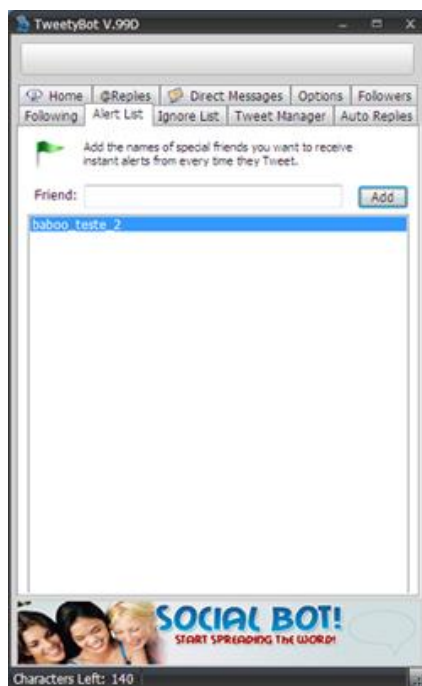 TweetyBot V.99D
Home @Replies Direct Messages Options Followers
Following Alert List Ignore List Tweet Manager Auto Replies
Add the names of special friends you want to receive
instant alerts from every time they Tweet.
Friend: Add
baboo_teste_2
SOCIAL BOT!
START SPREADING THE WORD!
Characters Left: 140